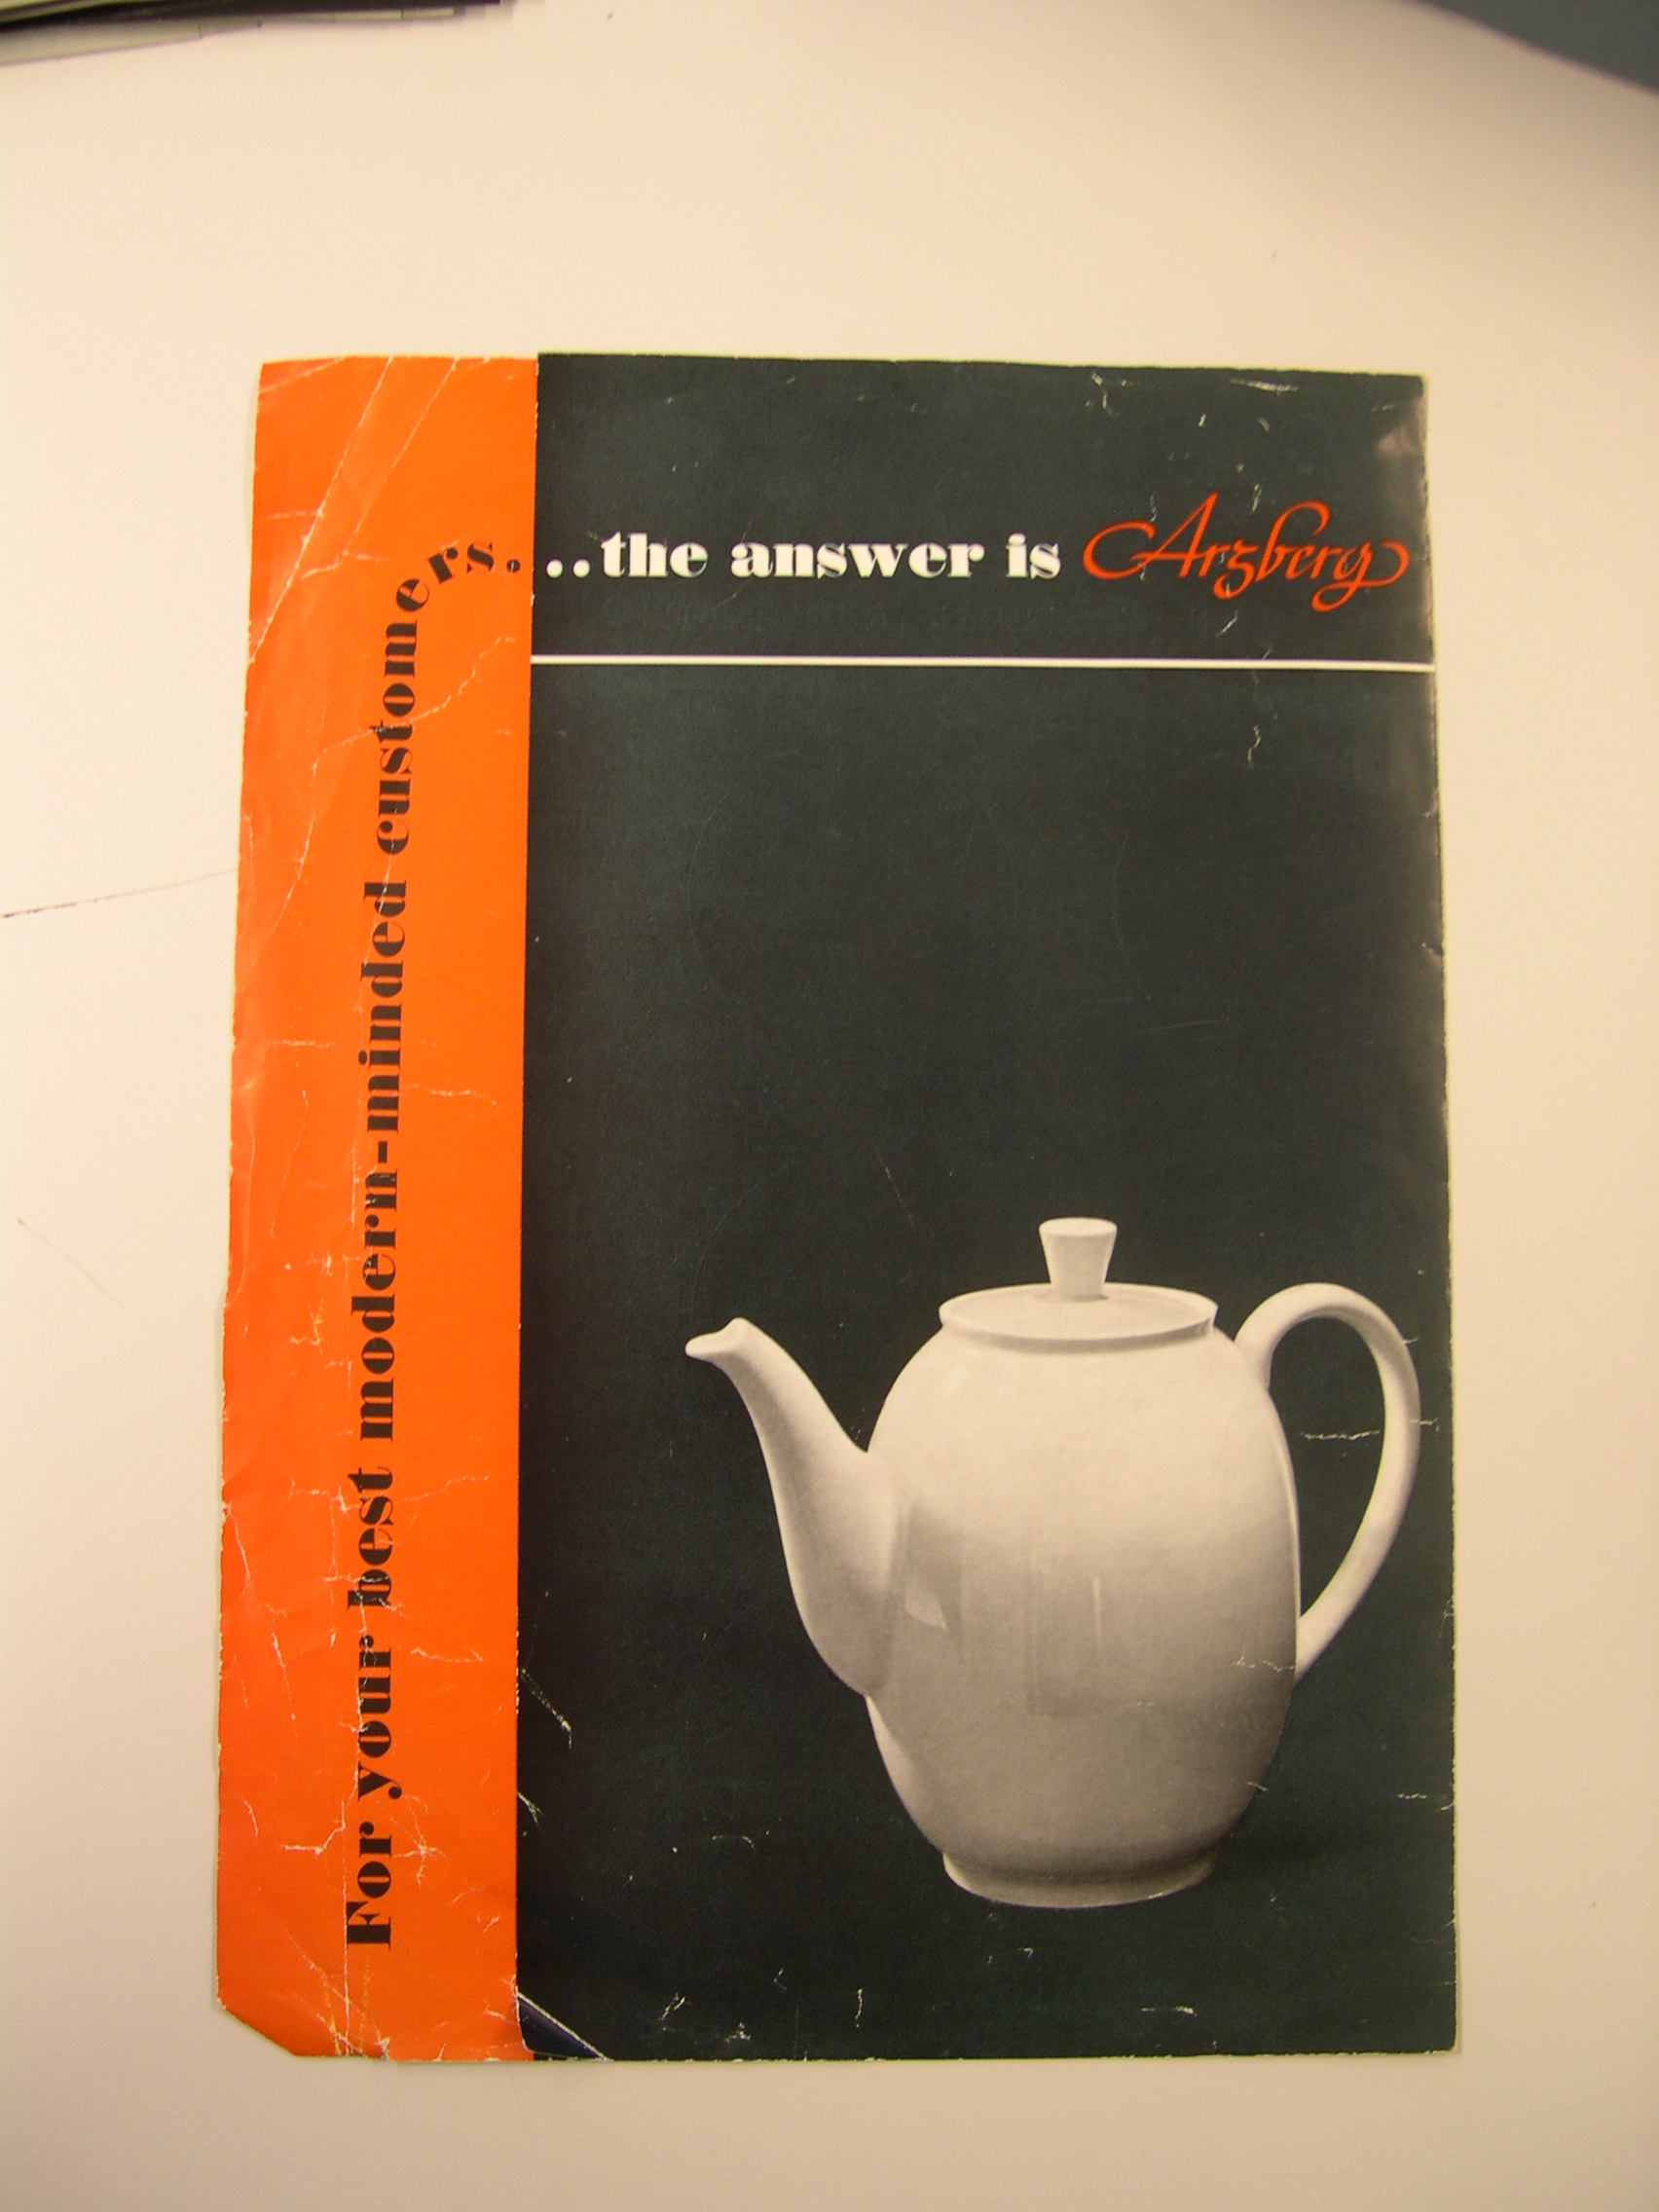 For your best modern-minded customers.
..the answer is Arzberg